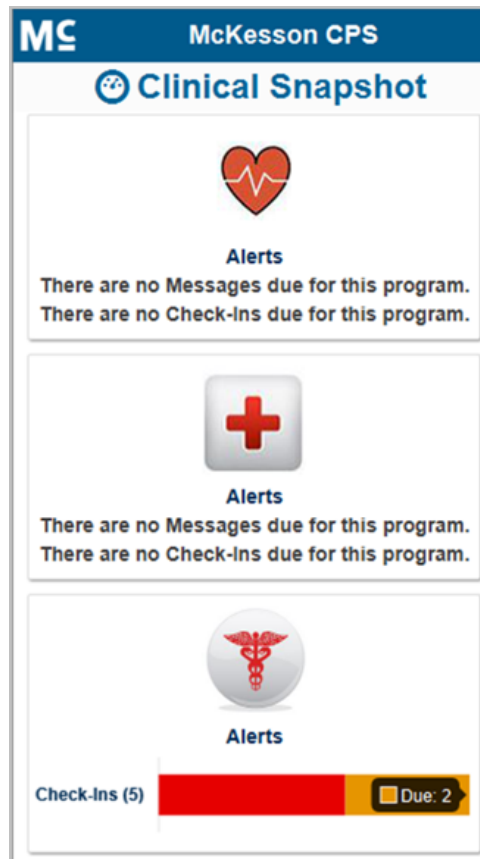 MC McKesson CPS
Clinical Snapshot
Alerts
There are no Messages due for this program.
There are no Check-Ins due for this program.
Alerts
There are no Messages due for this program.
There are no Check-Ins due for this program.
Alerts
Check-Ins (5) Due: 2